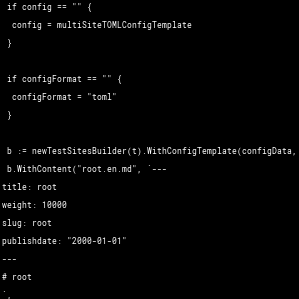 if config == "" {
config = multiSiteTOMLConfigTemplate
}
if configFormat == "" {
configFormat = "toml"
}
b := newTestSitesBuilder(t).WithConfigTemplate(configData,
b.WithContent("root.en.md", `---
title: root
weight: 10000
slug: root
publishdate: "2000-01-01"
---
# root
`,